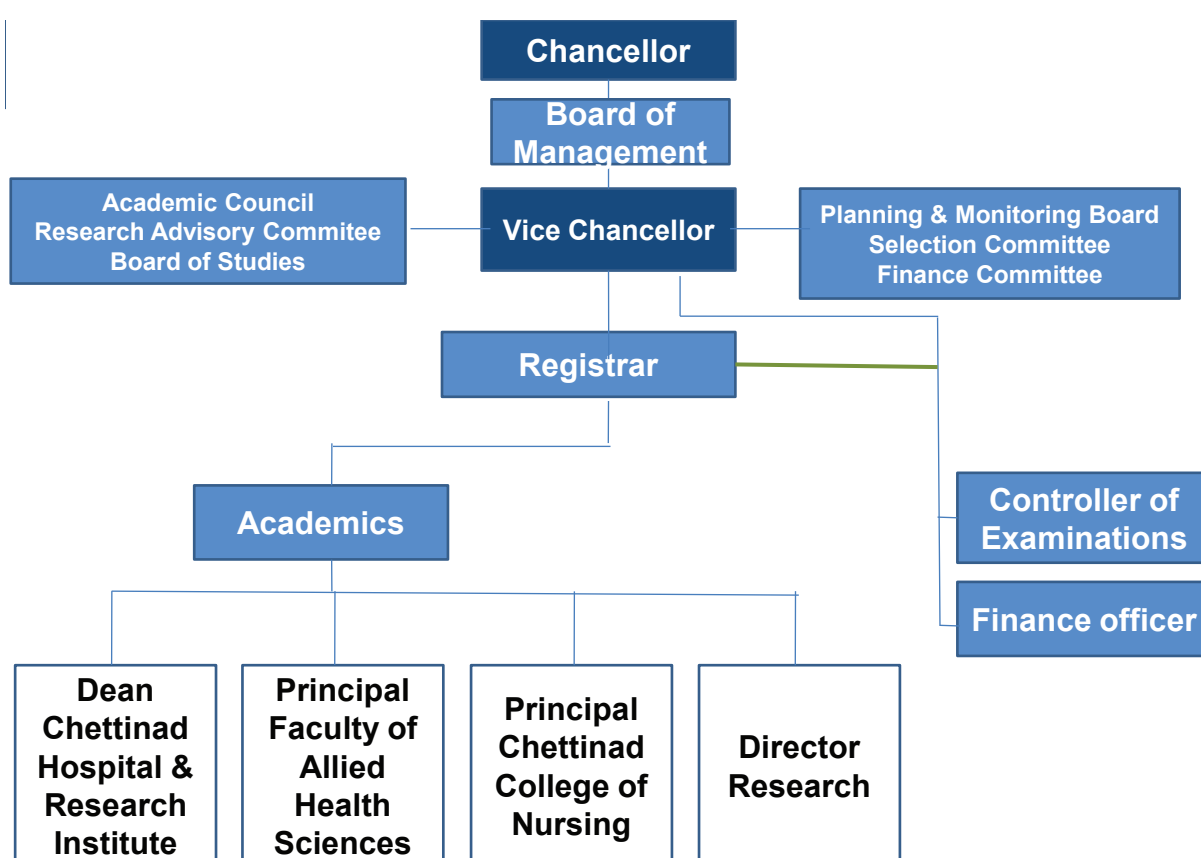 Chancellor
Board of
Management
Academic Council
Research Advisory Commitee
Board of Studies
Vice Chancellor
Planning & Monitoring Board
Selection Committee
Finance Committee
Registrar
Academics
Controller of
Examinations
Finance officer
Dean
Chettinad
Hospital &
Research
Institute
Principal
Faculty of
Allied
Health
Sciences
Principal
Chettinad
College of
Nursing
Director
Research